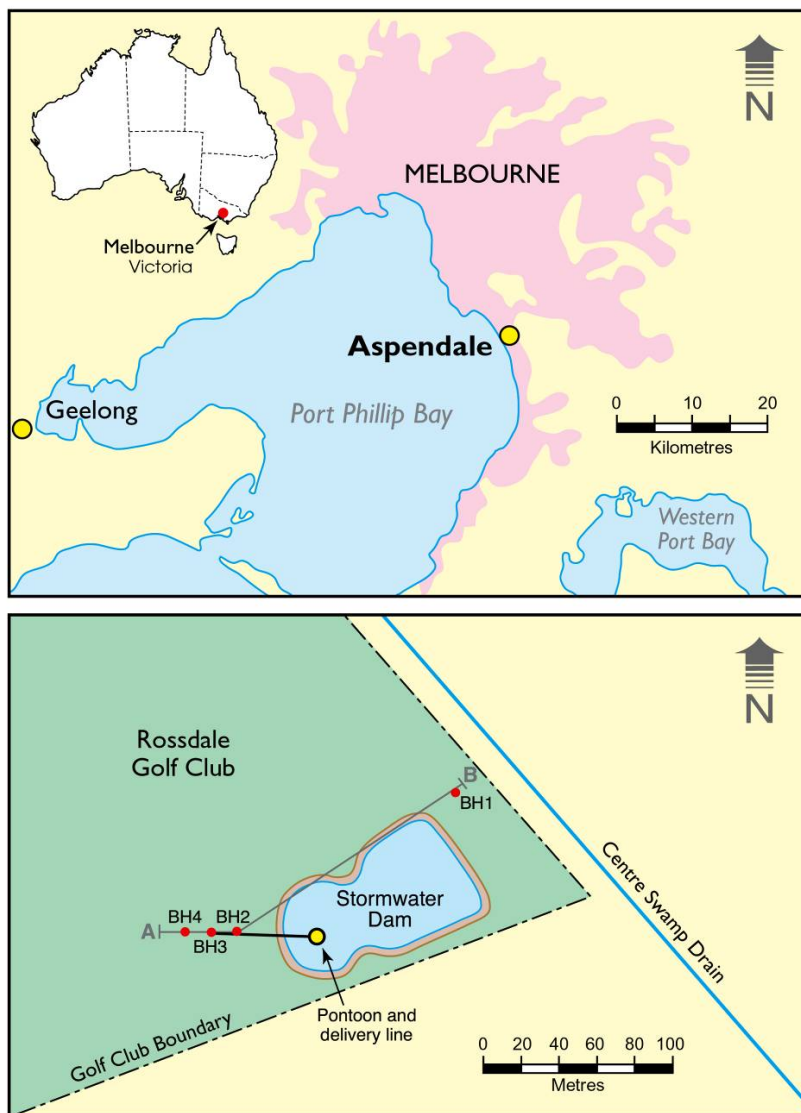 N
MELBOURNE
Melbourne
Victoria
Aspendale
Geelong
Port Phillip Bay
0 10 20
Kilometres
Western
Port Bay
N
Rossdale
Golf Club
B
BH1
Stormwater
Dam
Centre Swamp Drain
BH4
BH2
A
BH3
Pontoon and
delivery line
Golf Club Boundary
0 20 40 60 80 100
Metres